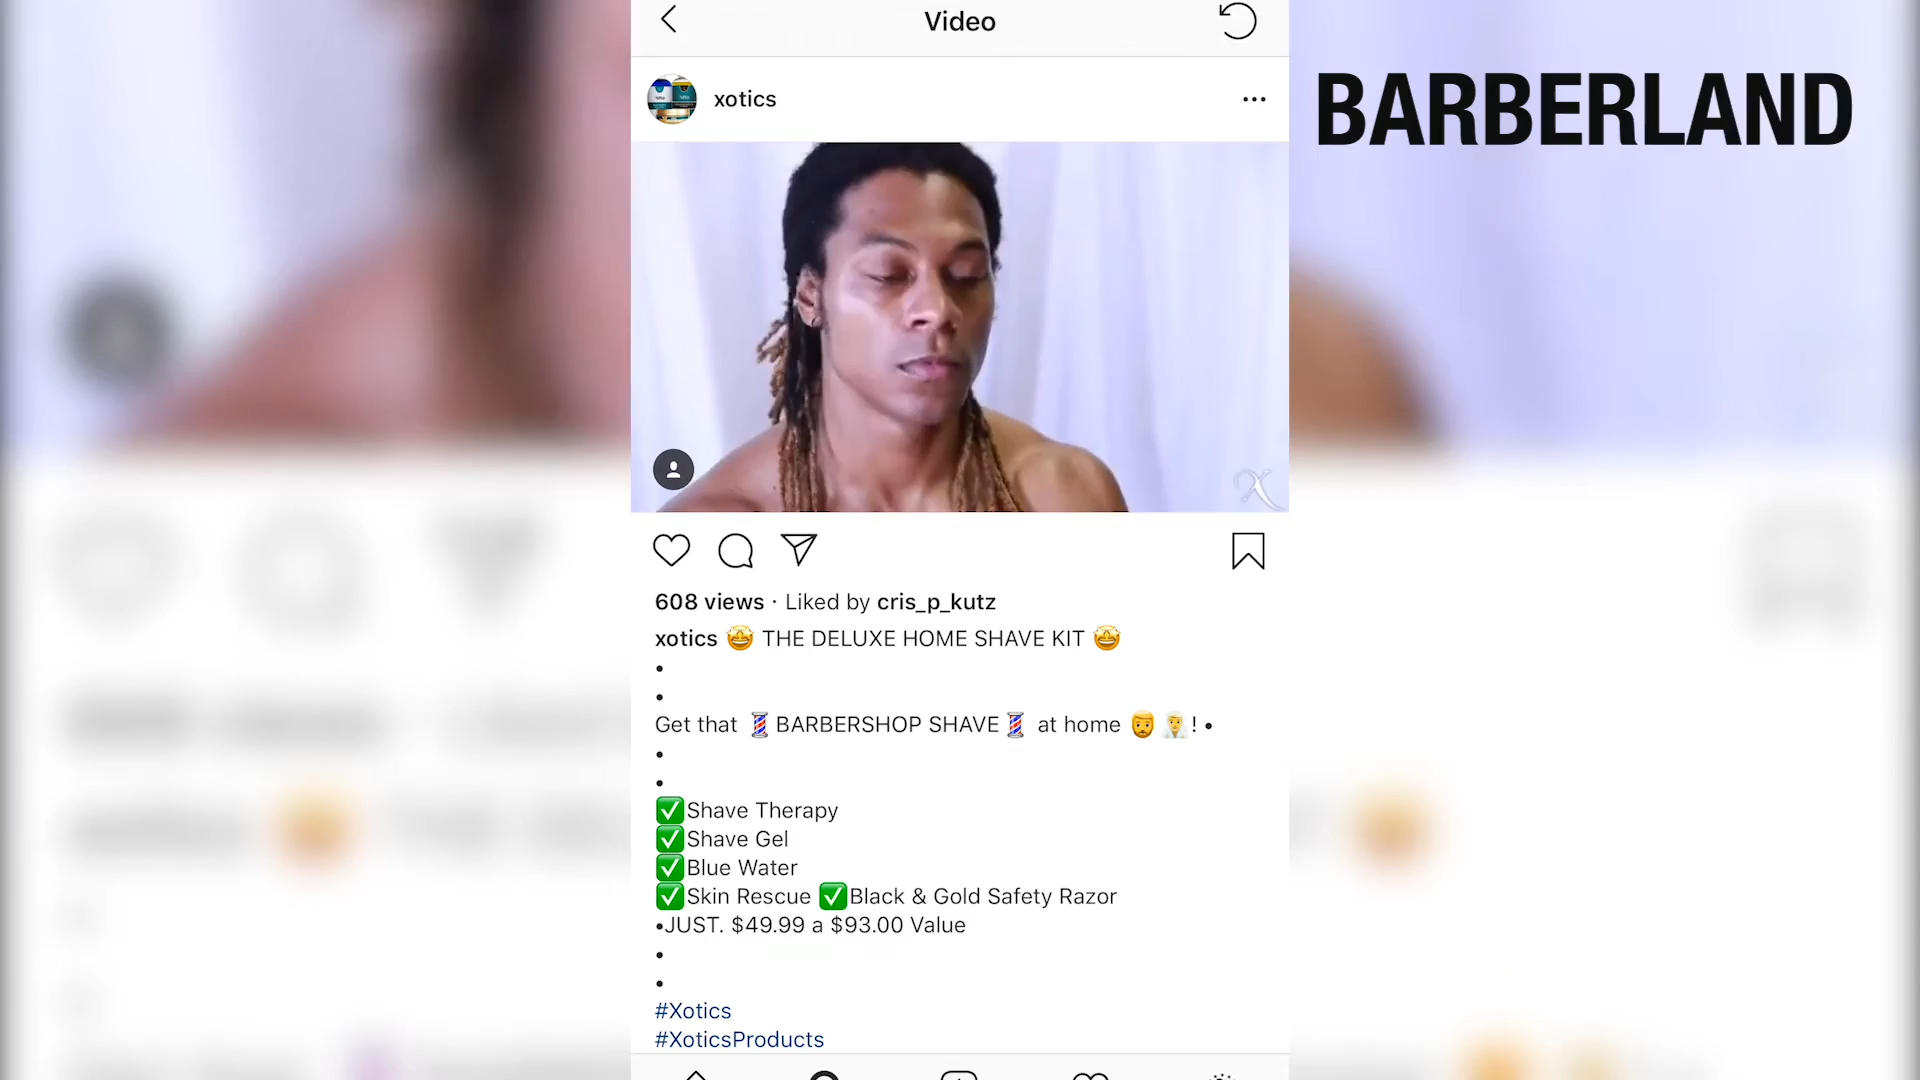 Video
BARBERLAND
xotics
608 views · Liked by cris_p_kutz
xotics 🤩 THE DELUXE HOME SHAVE KIT 🤩
•
•
Get that 💈BARBERSHOP SHAVE💈 at home 🧔👳! •
•
•
✅Shave Therapy
✅Shave Gel
✅Blue Water
✅Skin Rescue ✅Black & Gold Safety Razor
•JUST. $49.99 a $93.00 Value
•
•
#Xotics
#XoticsProducts